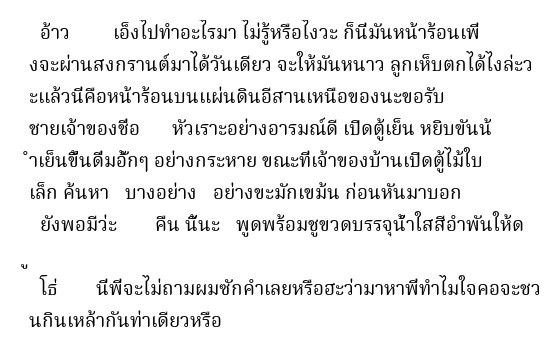 อ้าว เอ็งไปทำอะไรมา ไม่รู้หรือไงวะ ก็นี่มันหน้าร้อนเพิ่
งจะผ่านสงกรานต์มาได้วันเดียว จะให้มันหนาว ลูกเห็บตกได้ไงล่ะว
ะแล้วนี่คือหน้าร้อนบนแผ่นดินอีสานเหนือของนะขอรับ
ชายเจ้าของชื่อ หัวเราะอย่างอารมณ์ดี เปิดตู้เย็น หยิบขันน้
ำเย็นขึ้นดื่มอั้กๆ อย่างกระหาย ขณะที่เจ้าของบ้านเปิดตู้ไม้ใบ
เล็ก ค้นหา บางอย่าง อย่างขะมักเขม้น ก่อนหันมาบอก
ยังพอมีว่ะ คืน นี้นะ พูดพร้อมชูขวดบรรจุน้ำใสสีอำพันให้ด
ู
โธ่ นี่พี่จะไม่ถามผมซักคำเลยหรือฮะว่ามาหาพี่ทำไมใจคอจะชว
นกินเหล้ากันท่าเดียวหรือ